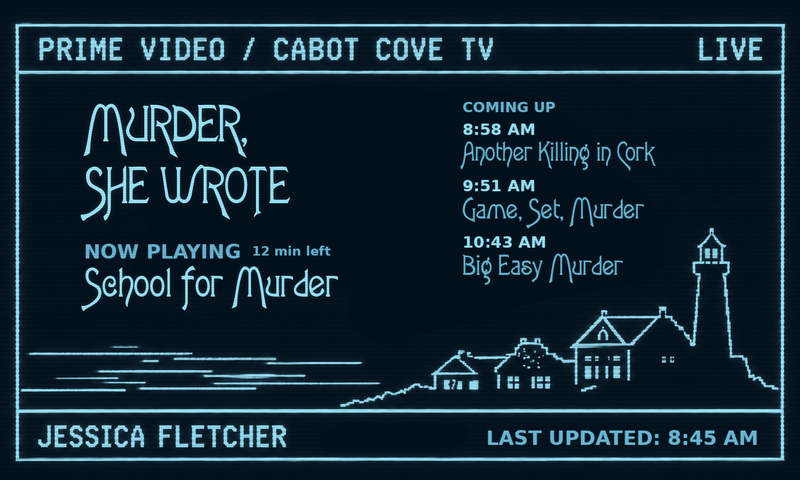 PRIME VIDEO / CABOT COVE TV
LIVE
MURDER,
SHE WROTE
NOW PLAYING 12 min left
School for Murder
COMING UP
8:58 AM
Another Killing in Cork
9:51 AM
Game, Set, Murder
10:43 AM
Big Easy Murder
JESSICA FLETCHER
LAST UPDATED: 8:45 AM